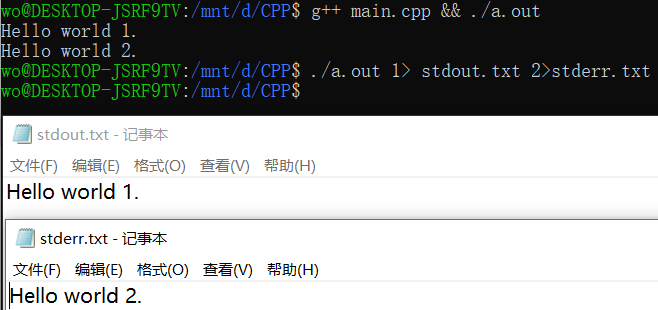 wo@DESKTOP-JSRF9TV:/mnt/d/CPP$ g++ main.cpp && ./a.out
Hello world 1.
Hello world 2.
wo@DESKTOP-JSRF9TV:/mnt/d/CPP$ ./a.out 1> stdout.txt 2>stderr.txt
wo@DESKTOP-JSRF9TV:/mnt/d/CPP$
stdout.txt - 记事本
文件(F) 编辑(E) 格式(O) 查看(V) 帮助(H)
Hello world 1.
stderr.txt - 记事本
文件(F) 编辑(E) 格式(O) 查看(V) 帮助(H)
Hello world 2.